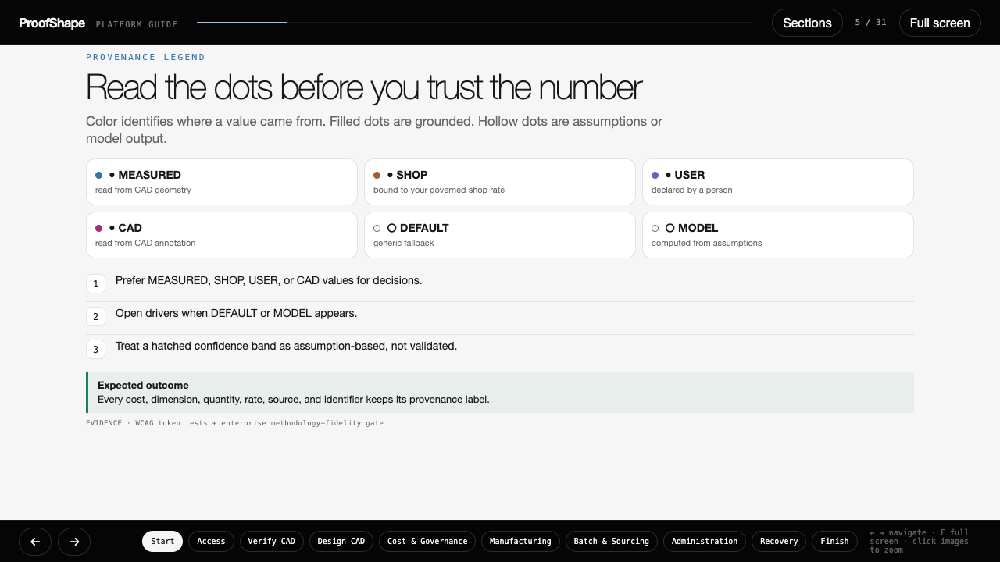 ProofShape PLATFORM GUIDE Sections 5 / 31 Full screen
PROVENANCE LEGEND
Read the dots before you trust the number
Color identifies where a value came from. Filled dots are grounded. Hollow dots are assumptions or
model output.
● MEASURED
read from CAD geometry
● SHOP
bound to your governed shop rate
● USER
declared by a person
● CAD
read from CAD annotation
○ DEFAULT
generic fallback
○ MODEL
computed from assumptions
1 Prefer MEASURED, SHOP, USER, or CAD values for decisions.
2 Open drivers when DEFAULT or MODEL appears.
3 Treat a hatched confidence band as assumption-based, not validated.
Expected outcome
Every cost, dimension, quantity, rate, source, and identifier keeps its provenance label.
EVIDENCE · WCAG token tests + enterprise methodology-fidelity gate
← → Start Access Verify CAD Design CAD Cost & Governance Manufacturing Batch & Sourcing Administration Recovery Finish
← → navigate · F full
screen · click images
to zoom